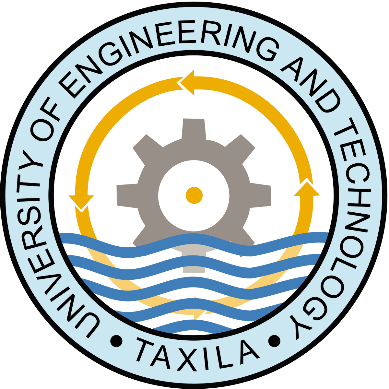 UNIVERSITY OF ENGINEERING AND TECHNOLOGY
• TAXILA •